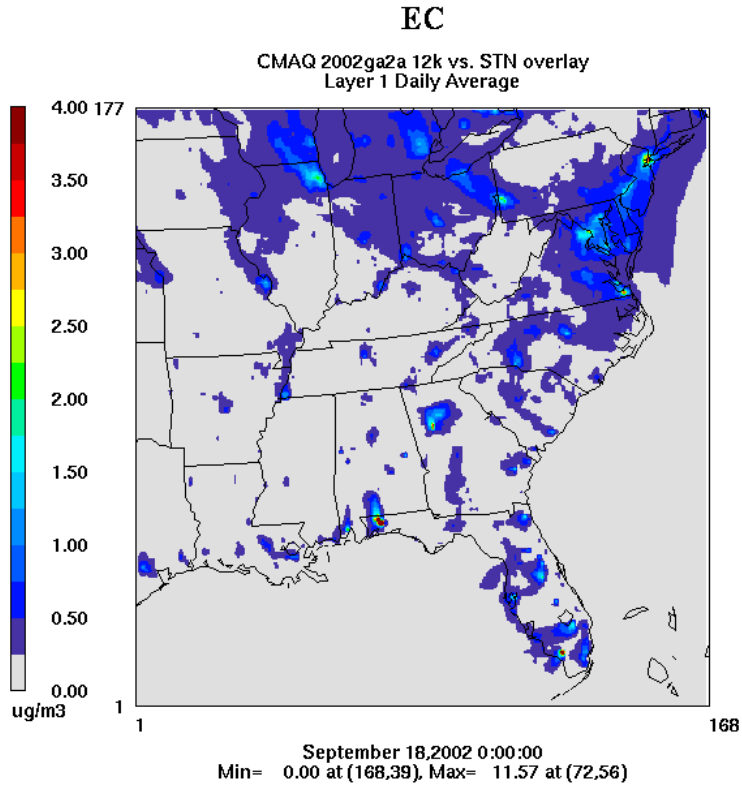 EC
CMAQ 2002ga2a 12k vs. STN overlay
Layer 1 Daily Average
4.00
3.50
3.00
2.50
2.00
1.50
1.00
0.50
0.00
ug/m3
177
1
1
168
September 18,2002 0:00:00
Min= 0.00 at (168,39), Max= 11.57 at (72,56)